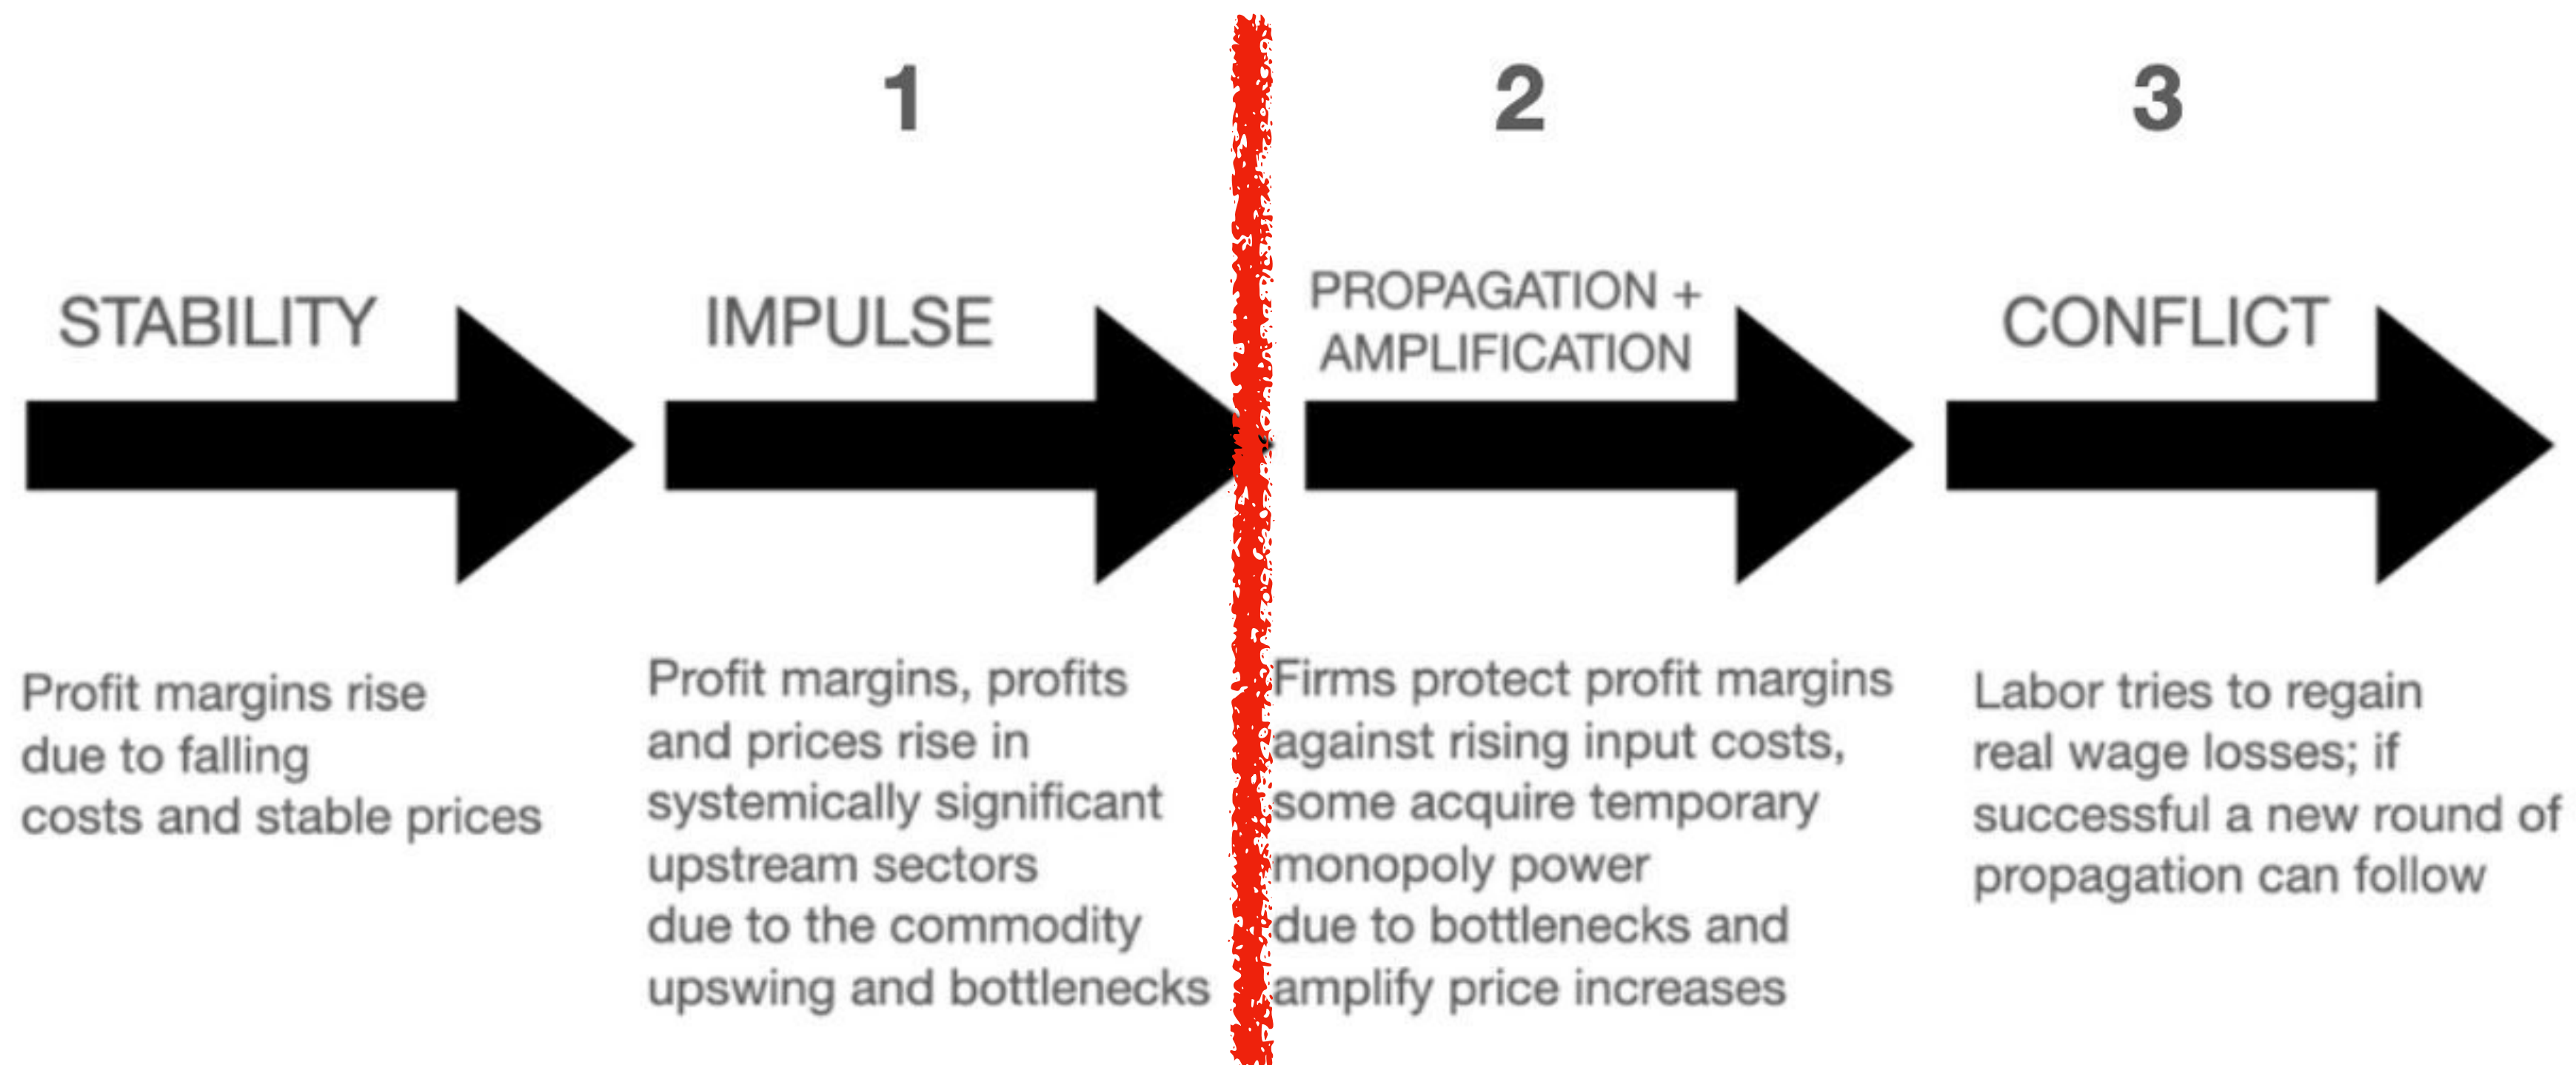 1
2
3
STABILITY
IMPULSE
PROPAGATION +
AMPLIFICATION
CONFLICT
Profit margins rise
due to falling
costs and stable prices
Profit margins, profits
and prices rise in
systemically significant
upstream sectors
due to the commodity
upswing and bottlenecks
Firms protect profit margins
against rising input costs,
some acquire temporary
monopoly power
due to bottlenecks and
amplify price increases
Labor tries to regain
real wage losses; if
successful a new round of
propagation can follow